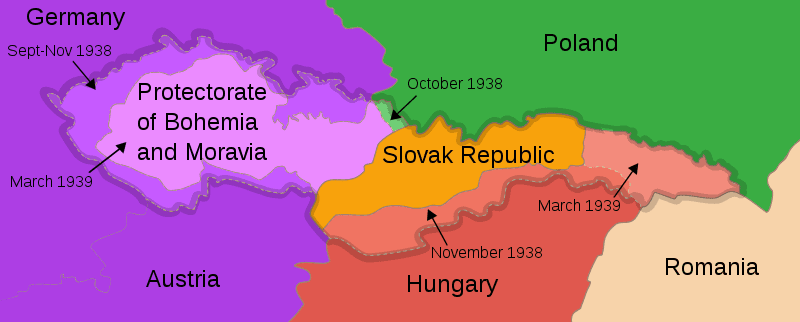 Germany
Sept-Nov 1938
Poland
October 1938
Protectorate
of Bohemia
and Moravia
Slovak Republic
March 1939
March 1939
November 1938
Austria
Hungary
Romania